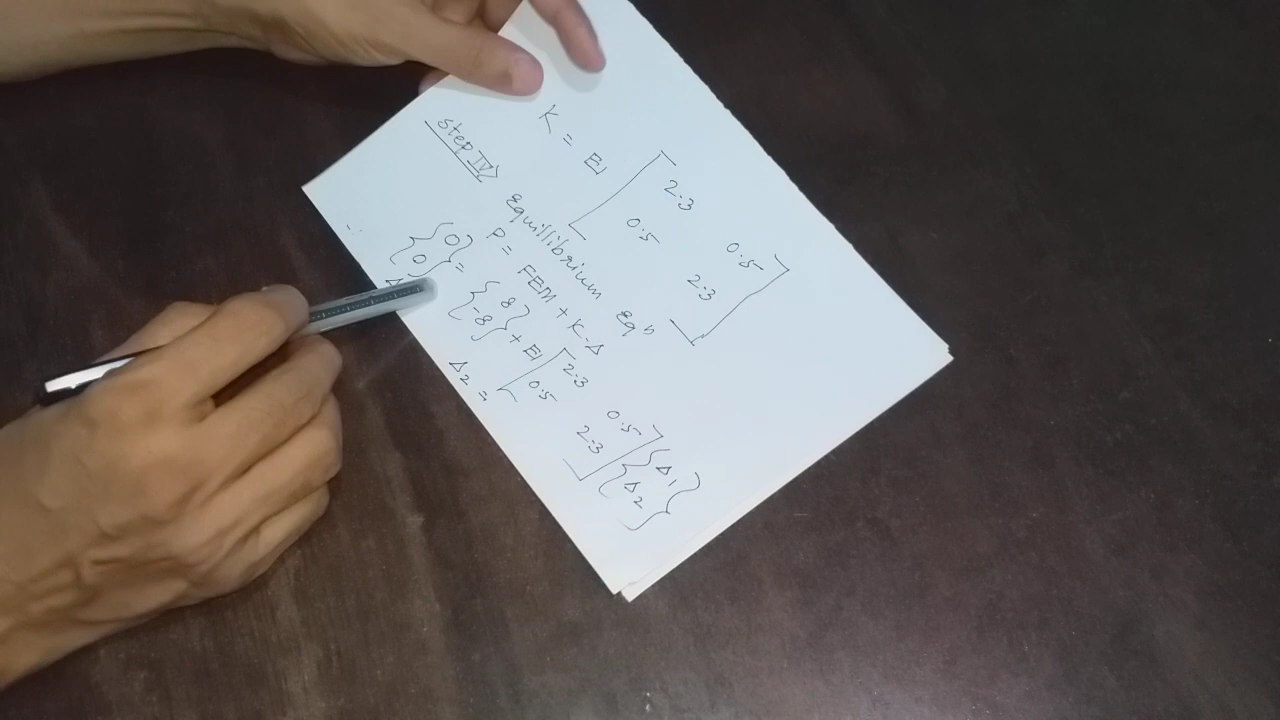 K = EI [ 2.3 0.5
0.5 2.3 ]
Step IV>
Equillibrium Eqn
P = FEM + K·Δ
{ 0 0 } = { 8 -8 } + EI [ 2.3 0.5
0.5 2.3 ] { Δ1 Δ2 }
Δ2 =